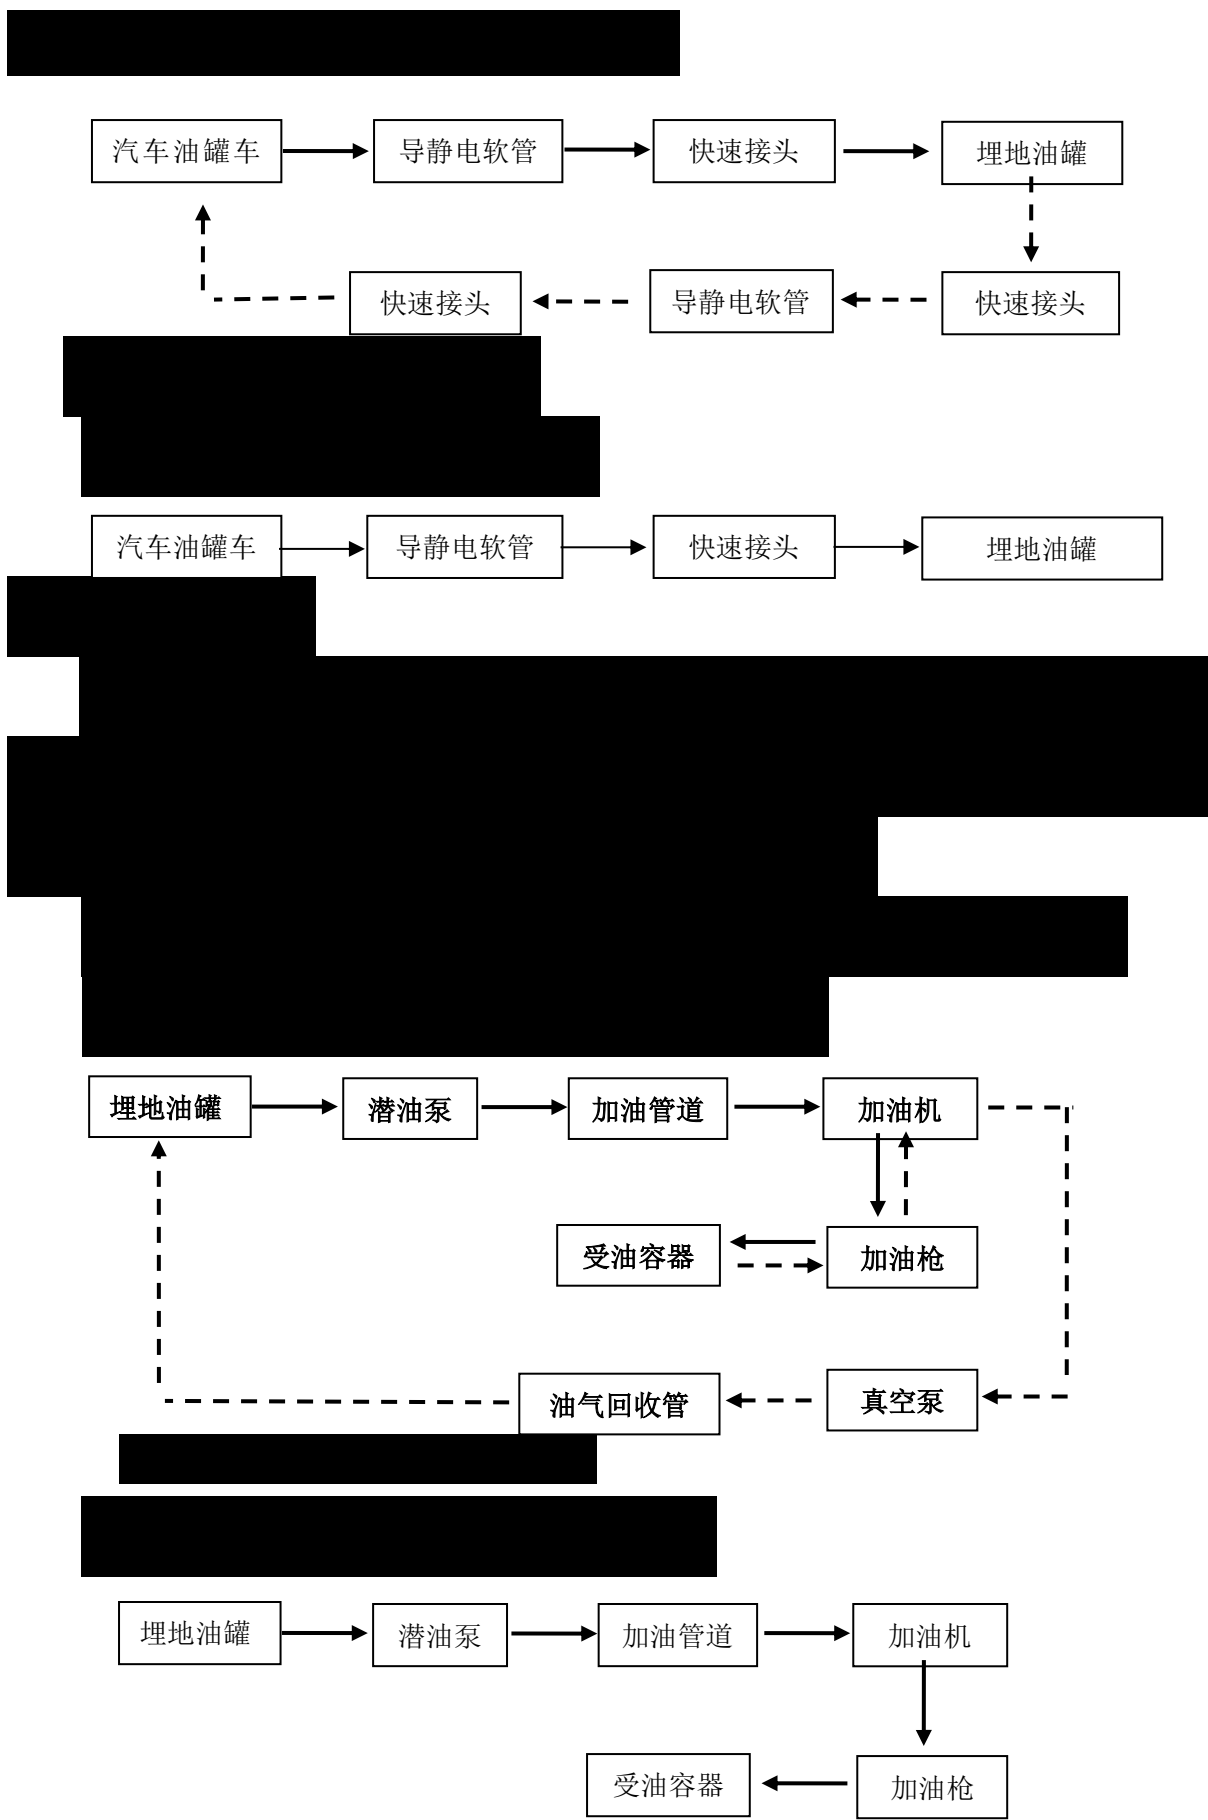 汽车油罐车 导静电软管 快速接头 埋地油罐
快速接头 导静电软管 快速接头
汽车油罐车 导静电软管 快速接头 埋地油罐
埋地油罐 潜油泵 加油管道 加油机
受油容器 加油枪
油气回收管 真空泵
埋地油罐 潜油泵 加油管道 加油机
受油容器 加油枪